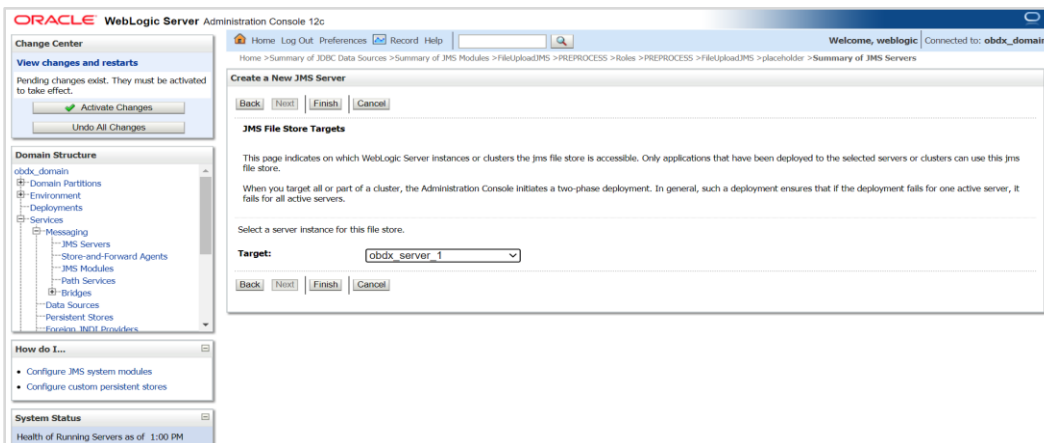 ORACLE WebLogic Server Administration Console 12c
Change Center
View changes and restarts
Pending changes exist. They must be activated
to take effect.
Activate Changes
Undo All Changes
Domain Structure
obdx_domain
Domain Partitions
Environment
Deployments
Services
Messaging
JMS Servers
Store-and-Forward Agents
JMS Modules
Path Services
Bridges
Data Sources
Persistent Stores
Foreign JNDI Providers
How do I...
Configure JMS system modules
Configure custom persistent stores
System Status
Health of Running Servers as of 1:00 PM
Home Log Out Preferences Record Help
Welcome, weblogic Connected to: obdx_domain
Home >Summary of JDBC Data Sources >Summary of JMS Modules >FileUploadJMS >PREPROCESS >Roles >PREPROCESS >FileUploadJMS >placeholder >Summary of JMS Servers
Create a New JMS Server
Back Next Finish Cancel
JMS File Store Targets
This page indicates on which WebLogic Server instances or clusters the jms file store is accessible. Only applications that have been deployed to the selected servers or clusters can use this jms
file store.
When you target all or part of a cluster, the Administration Console initiates a two-phase deployment. In general, such a deployment ensures that if the deployment fails for one active server, it
fails for all active servers.
Select a server instance for this file store.
Target: obdx_server_1
Back Next Finish Cancel